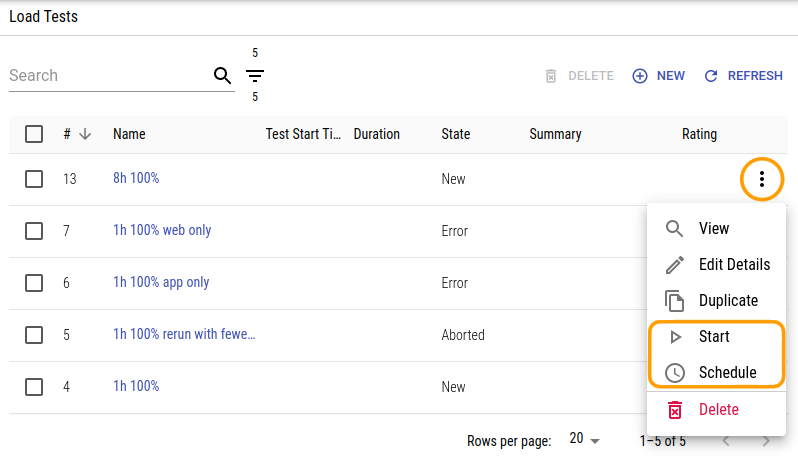 Load Tests
5
Search
5
DELETE NEW REFRESH
# Name Test Start Ti... Duration State Summary Rating
13 8h 100% New
7 1h 100% web only Error
6 1h 100% app only Error
5 1h 100% rerun with fewe... Aborted
4 1h 100% New
View
Edit Details
Duplicate
Start
Schedule
Delete
Rows per page: 20 1–5 of 5